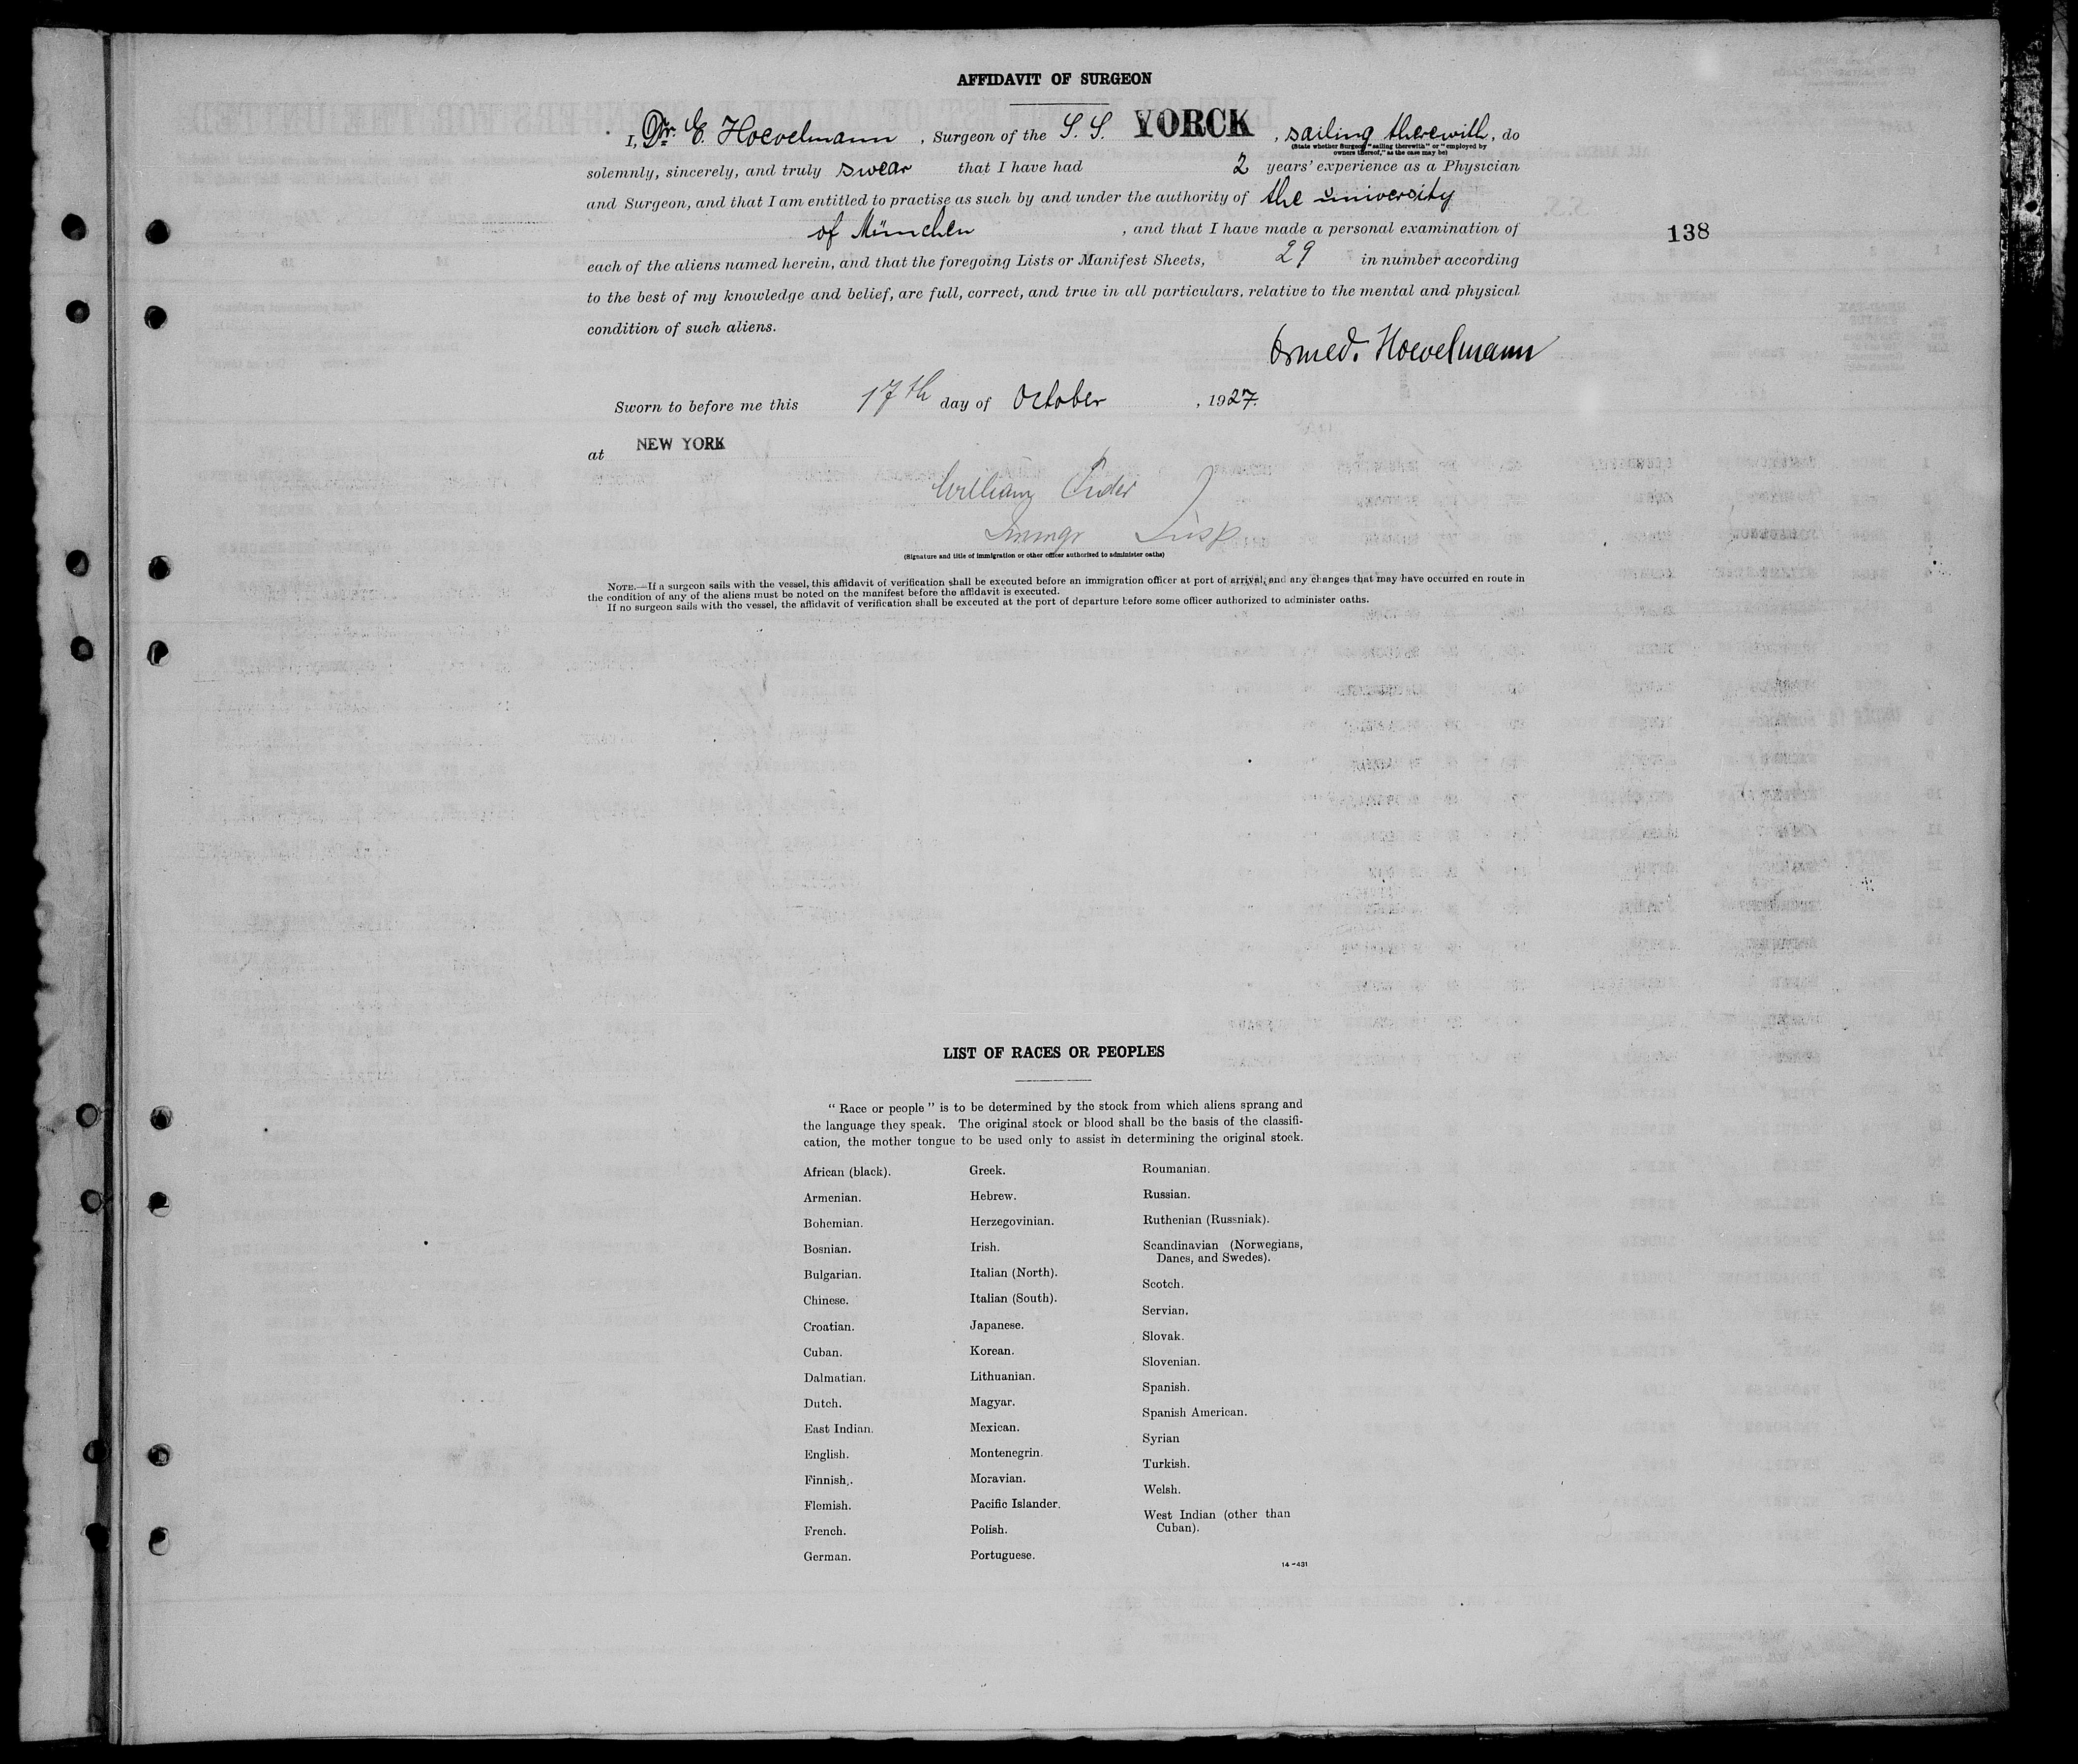 AFFIDAVIT OF SURGEON
I, Dr. E. Hoevelmann, Surgeon of the S. S. YORCK, sailing therewith, do
(State whether Surgeon "sailing therewith" or "employed by
owners thereof," as the case may be)
solemnly, sincerely, and truly swear that I have had 2 years' experience as a Physician
and Surgeon, and that I am entitled to practise as such by and under the authority of the university
of München, and that I have made a personal examination of
138
each of the aliens named herein, and that the foregoing Lists or Manifest Sheets, 29 in number according
to the best of my knowledge and belief, are full, correct, and true in all particulars, relative to the mental and physical
condition of such aliens.
Dr med. Hoevelmann
Sworn to before me this 17th day of October, 1927.
at NEW YORK
William
Immgr Insp
(Signature and title of immigration or other officer authorized to administer oaths)
NOTE.—If a surgeon sails with the vessel, this affidavit of verification shall be executed before an immigration officer at port of arrival, and any changes that may have occurred en route in
the condition of any of the aliens must be noted on the manifest before the affidavit is executed.
If no surgeon sails with the vessel, the affidavit of verification shall be executed at the port of departure before some officer authorized to administer oaths.
LIST OF RACES OR PEOPLES
"Race or people" is to be determined by the stock from which aliens sprang and
the language they speak. The original stock or blood shall be the basis of the classifi-
cation, the mother tongue to be used only to assist in determining the original stock.
African (black).
Armenian.
Bohemian.
Bosnian.
Bulgarian.
Chinese.
Croatian.
Cuban.
Dalmatian.
Dutch.
East Indian.
English.
Finnish.
Flemish.
French.
German.
Greek.
Hebrew.
Herzegovinian.
Irish.
Italian (North).
Italian (South).
Japanese.
Korean.
Lithuanian.
Magyar.
Mexican.
Montenegrin.
Moravian.
Pacific Islander.
Polish.
Portuguese.
Roumanian.
Russian.
Ruthenian (Russniak).
Scandinavian (Norwegians,
Danes, and Swedes).
Scotch.
Servian.
Slovak.
Slovenian.
Spanish.
Spanish American.
Syrian
Turkish.
Welsh.
West Indian (other than
Cuban).
14-431